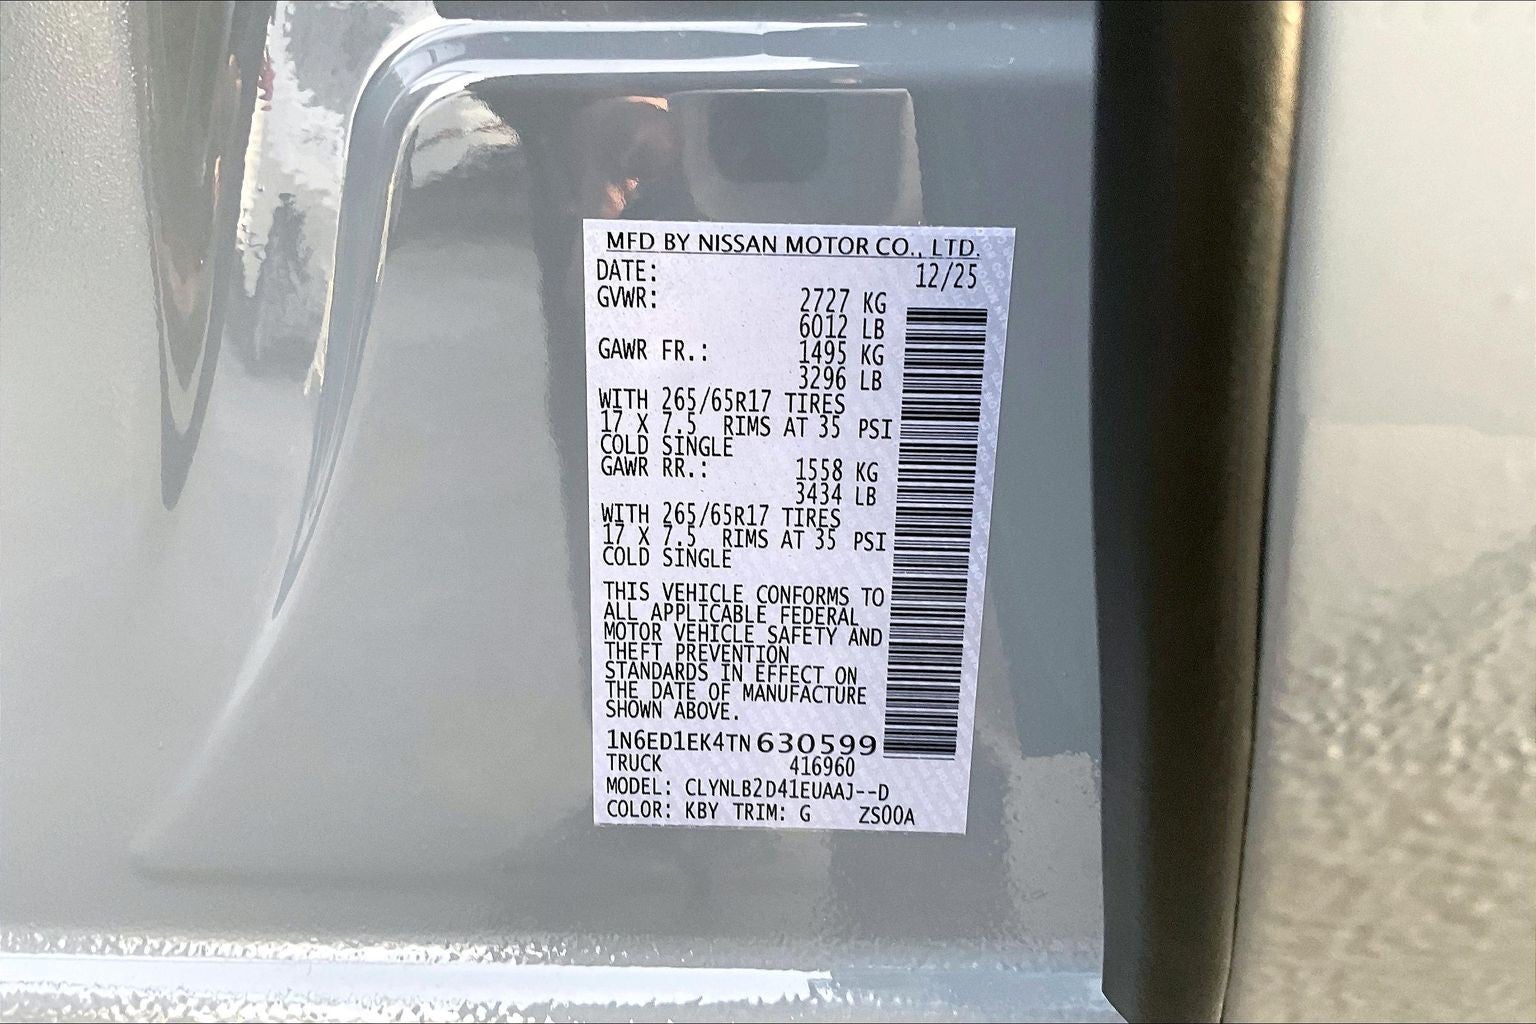 MFD BY NISSAN MOTOR CO., LTD.
DATE: 12/25
GVWR: 2727 KG
6012 LB
GAWR FR.: 1495 KG
3296 LB
WITH 265/65R17 TIRES
17 X 7.5 RIMS AT 35 PSI
COLD SINGLE
GAWR RR.: 1558 KG
3434 LB
WITH 265/65R17 TIRES
17 X 7.5 RIMS AT 35 PSI
COLD SINGLE
THIS VEHICLE CONFORMS TO
ALL APPLICABLE FEDERAL
MOTOR VEHICLE SAFETY AND
THEFT PREVENTION
STANDARDS IN EFFECT ON
THE DATE OF MANUFACTURE
SHOWN ABOVE.
1N6ED1EK4TN630599
TRUCK 416960
MODEL: CLYNLB2D41EUAAJ--D
COLOR: KBY TRIM: G ZS00A